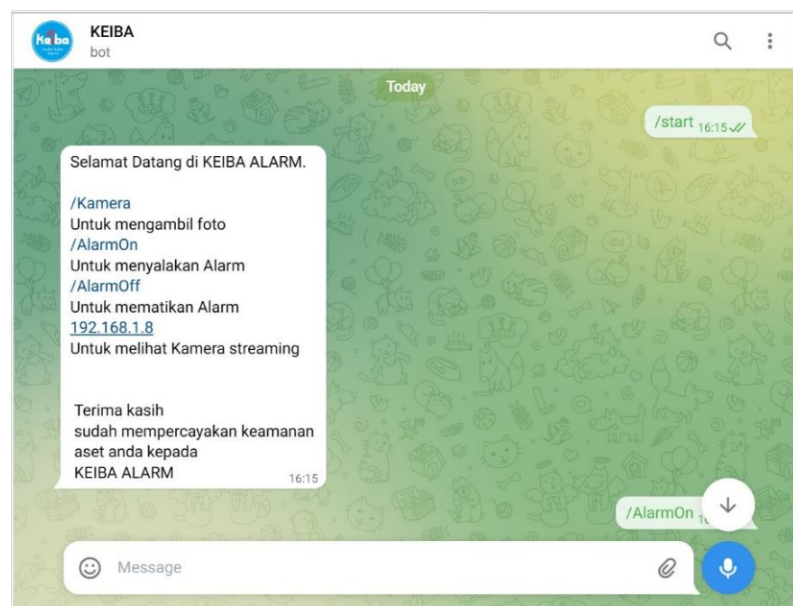 KEIBA
bot
Today
/start 16:15
Selamat Datang di KEIBA ALARM.
/Kamera
Untuk mengambil foto
/AlarmOn
Untuk menyalakan Alarm
/AlarmOff
Untuk mematikan Alarm
192.168.1.8
Untuk melihat Kamera streaming
Terima kasih
sudah mempercayakan keamanan
aset anda kepada
KEIBA ALARM
16:15
/AlarmOn
Message